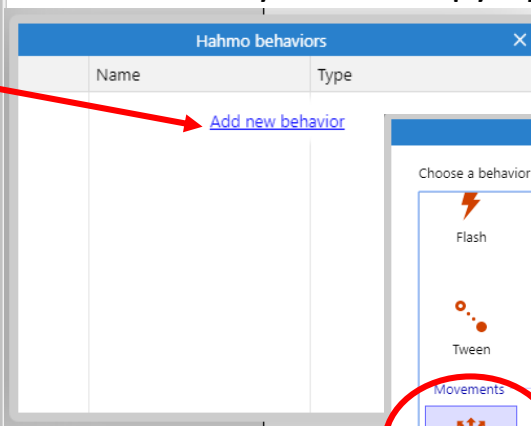 Hahmo behaviors
Name Type
Add new behavior
Choose a behavior
Flash
Tween
Movements